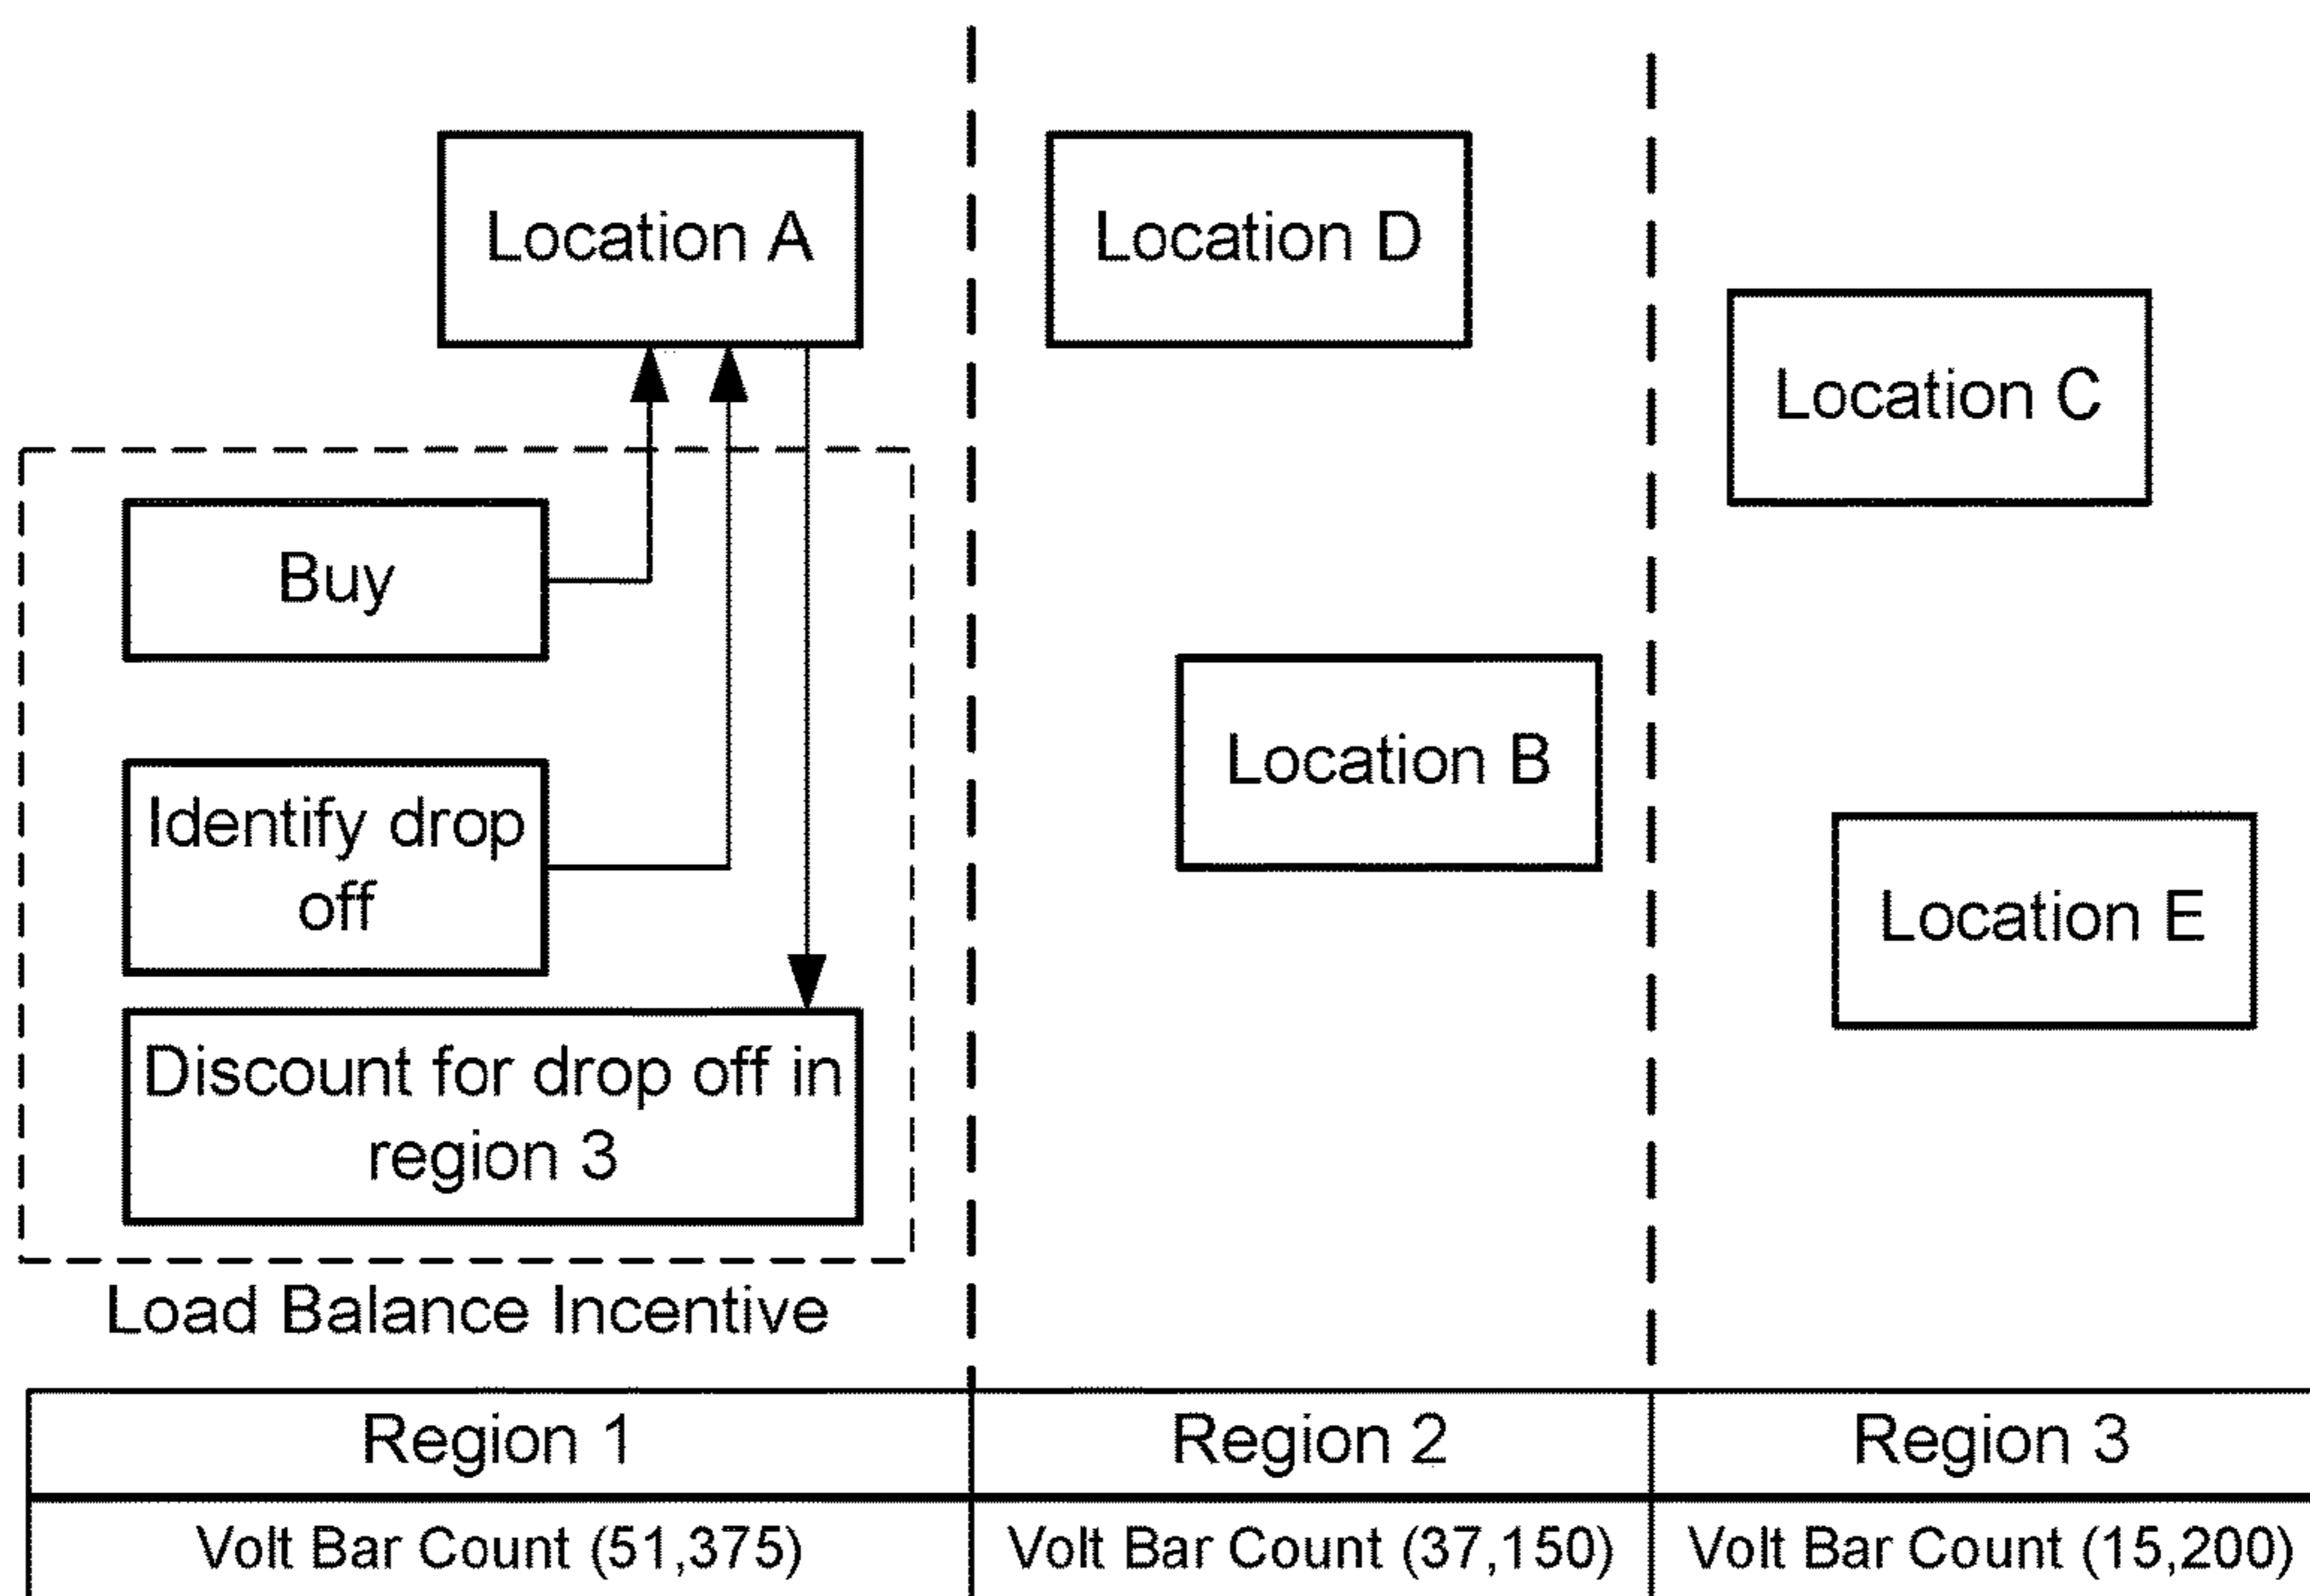 Location A
Location D
Location C
Buy
Location B
Identify drop
off
Location E
Discount for drop off in
region 3
Load Balance Incentive
Region 1
Region 2
Region 3
Volt Bar Count (51,375)
Volt Bar Count (37,150)
Volt Bar Count (15,200)